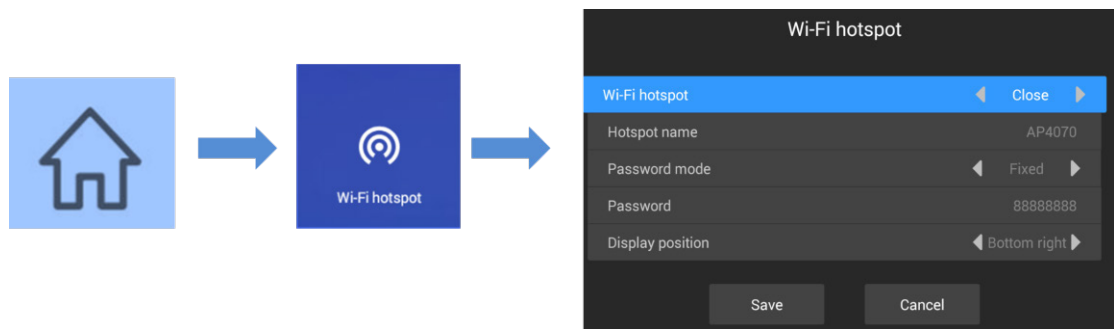 Wi-Fi hotspot
Wi-Fi hotspot
Wi-Fi hotspot Close
Hotspot name AP4070
Password mode Fixed
Password 88888888
Display position Bottom right
Save Cancel